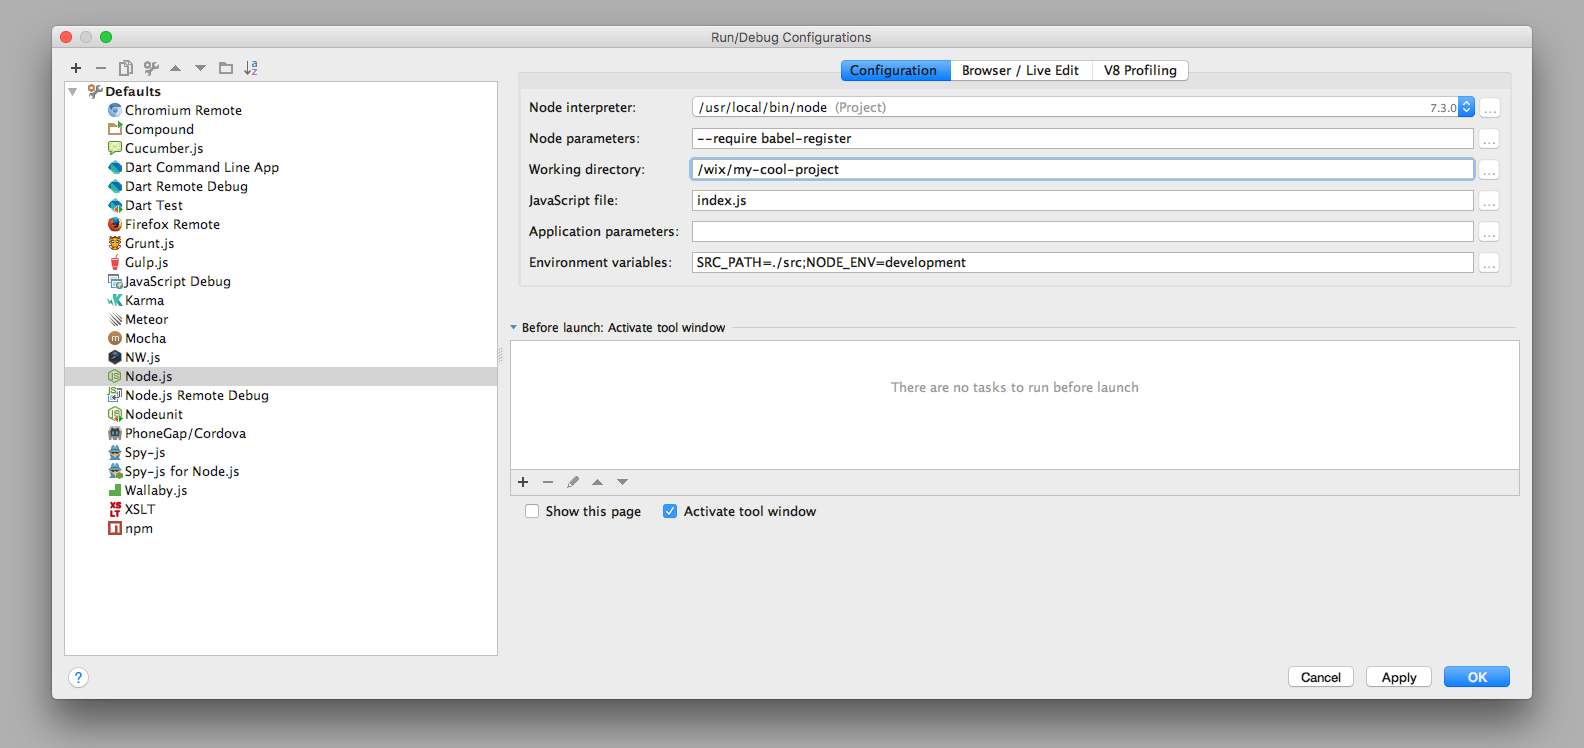 Run/Debug Configurations
Defaults
Chromium Remote
Compound
Cucumber.js
Dart Command Line App
Dart Remote Debug
Dart Test
Firefox Remote
Grunt.js
Gulp.js
JavaScript Debug
Karma
Meteor
Mocha
NW.js
Node.js
Node.js Remote Debug
Nodeunit
PhoneGap/Cordova
Spy-js
Spy-js for Node.js
Wallaby.js
XSLT
npm
Configuration Browser / Live Edit V8 Profiling
Node interpreter: /usr/local/bin/node (Project) 7.3.0 ...
Node parameters: --require babel-register ...
Working directory: /wix/my-cool-project ...
JavaScript file: index.js ...
Application parameters: ...
Environment variables: SRC_PATH=./src;NODE_ENV=development ...
Before launch: Activate tool window
There are no tasks to run before launch
Show this page Activate tool window
? Cancel Apply OK